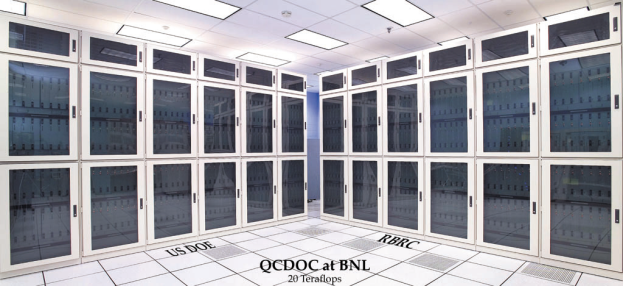 US DOE
RBRC
QCDOC at BNL
20 Teraflops